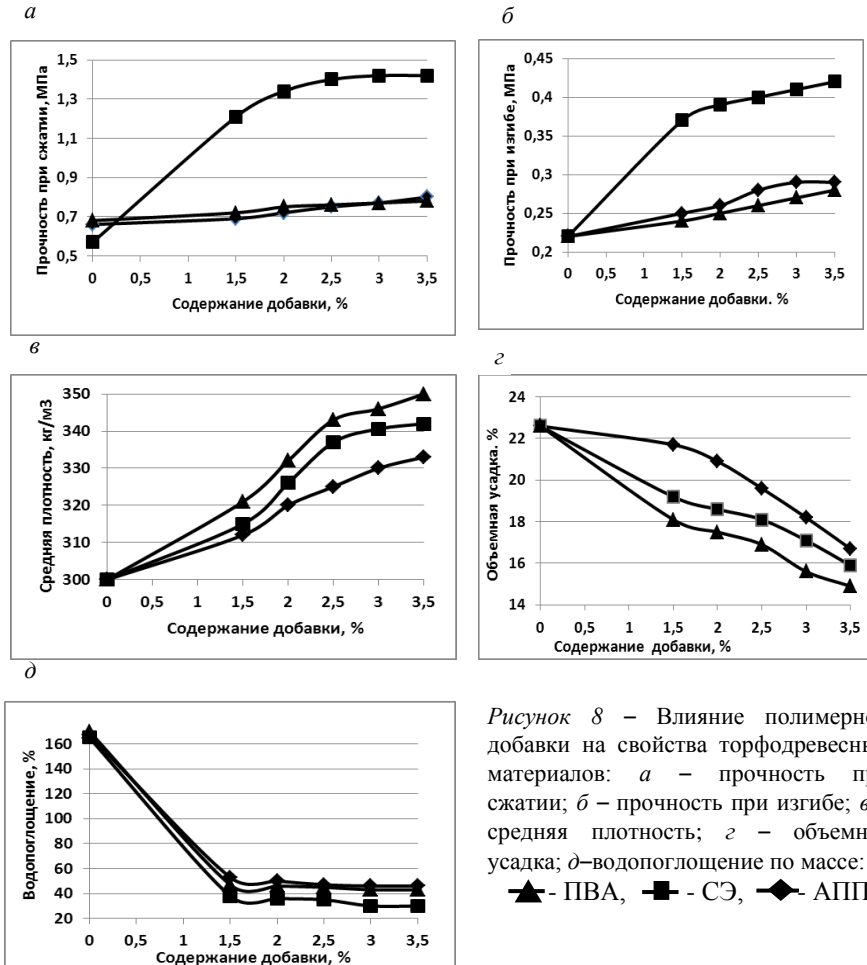 а
1,5
1,3
1,1
0,9
0,7
0,5
Прочность при сжатии, МПа
0 0,5 1 1,5 2 2,5 3 3,5
Содержание добавки, %
б
0,45
0,4
0,35
0,3
0,25
0,2
Прочность при изгибе, МПа
0 0,5 1 1,5 2 2,5 3 3,5
Содержание добавки. %
в
350
340
330
320
310
300
Средняя плотность, кг/м3
0 0,5 1 1,5 2 2,5 3 3,5
Содержание добавки, %
г
24
22
20
18
16
14
Объемная усадка. %
0 0,5 1 1,5 2 2,5 3 3,5
Содержание добавки, %
д
160
140
120
100
80
60
40
20
Водопоглощение, %
0 0,5 1 1,5 2 2,5 3 3,5
Содержание добавки, %
Рисунок 8 – Влияние полимерно
добавки на свойства торфодревесны
материалов: а – прочность пр
сжатии; б – прочность при изгибе; в
средняя плотность; г – объемн
усадка; д–водопоглощение по массе:
- ПВА, - СЭ, - АПП